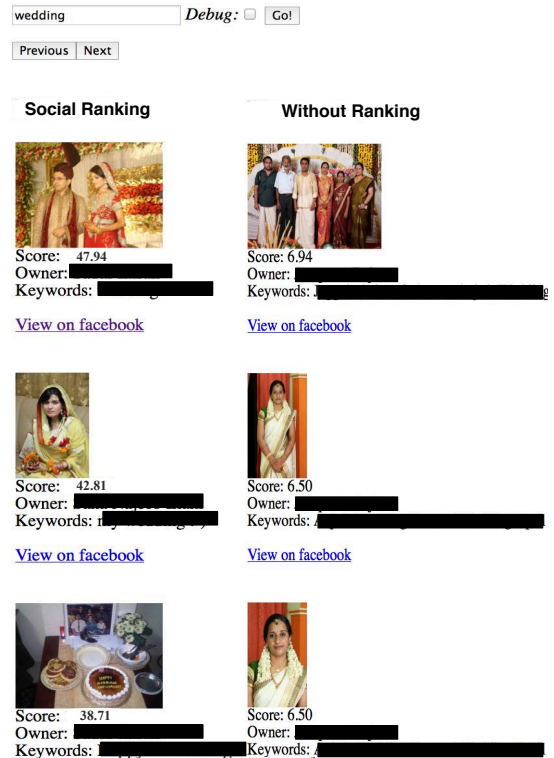 wedding Debug: Go!
Previous Next
Social Ranking
Without Ranking
Score: 47.94
Owner:
Keywords:
View on facebook
Score: 6.94
Owner:
Keywords:
View on facebook
Score: 42.81
Owner:
Keywords:
View on facebook
Score: 6.50
Owner:
Keywords:
View on facebook
Score: 38.71
Owner:
Keywords:
Score: 6.50
Owner:
Keywords: